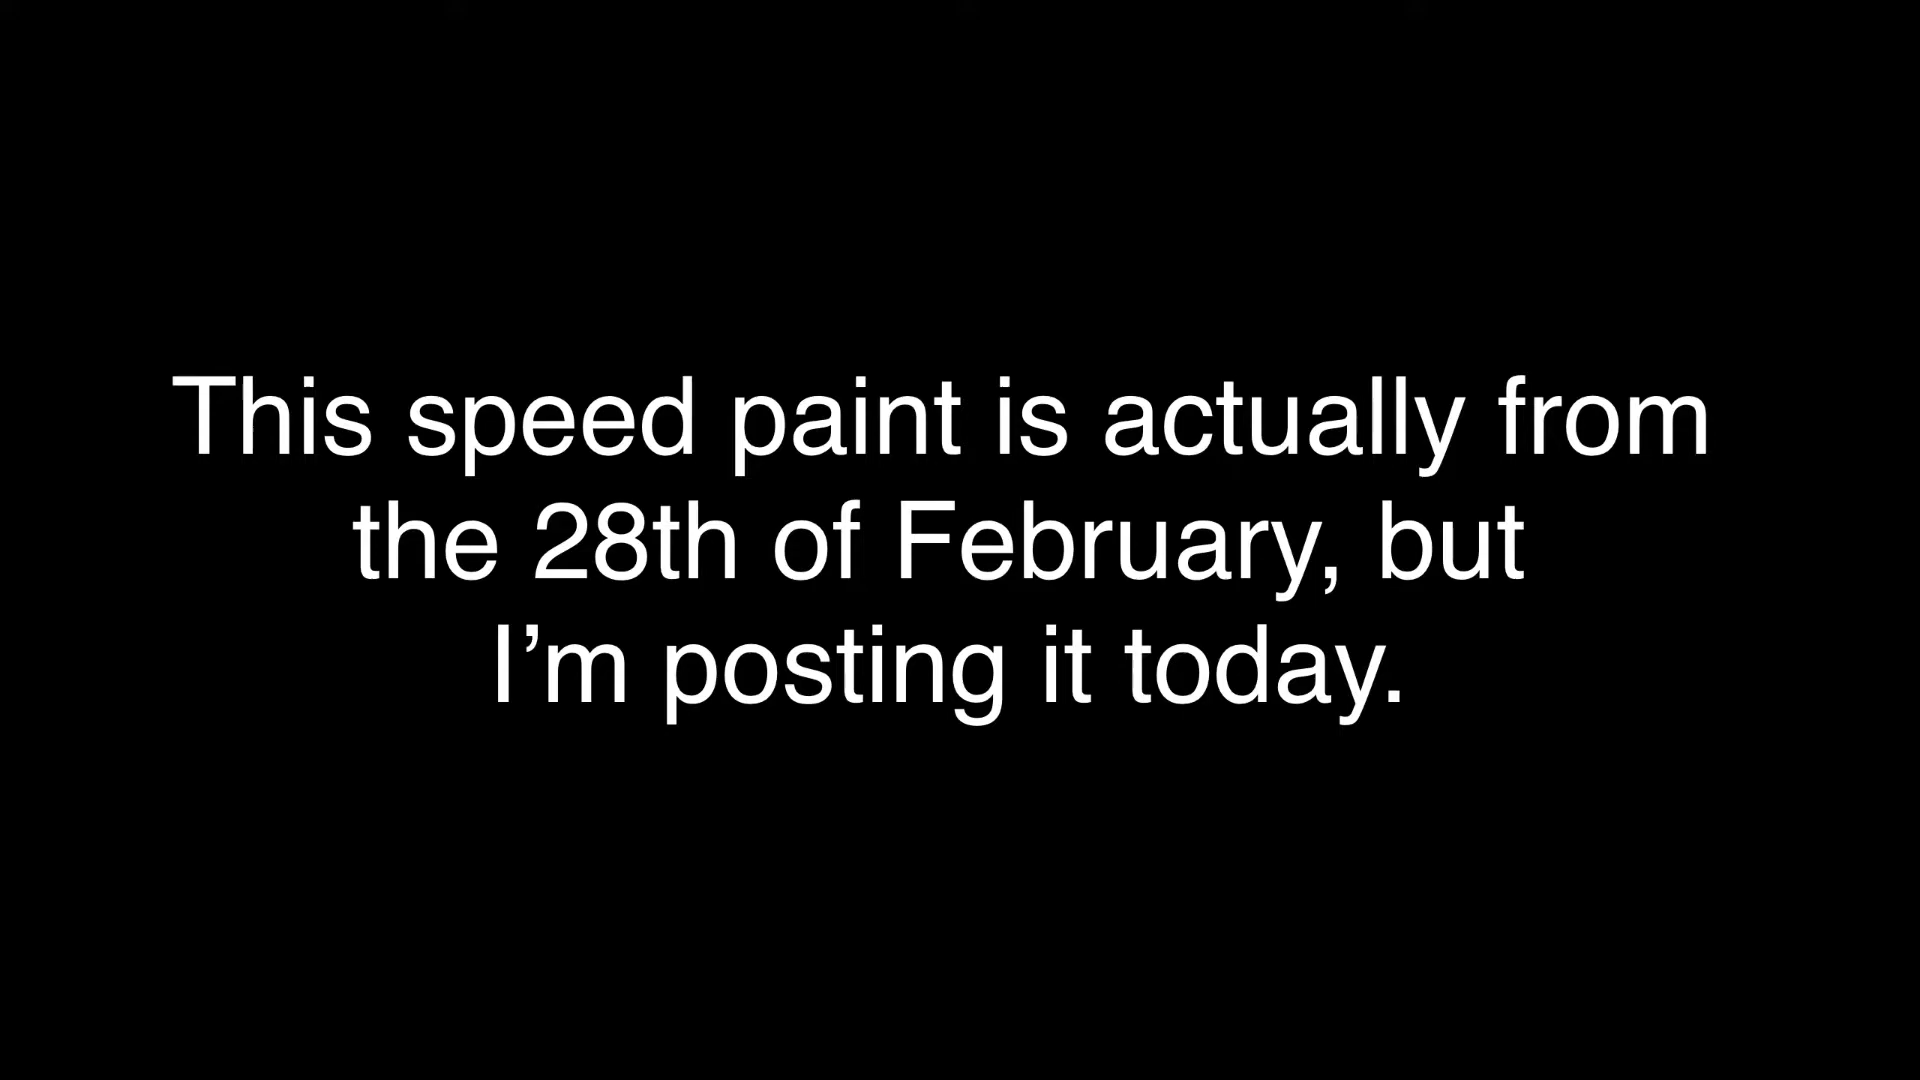 This speed paint is actually from
the 28th of February, but
I’m posting it today.